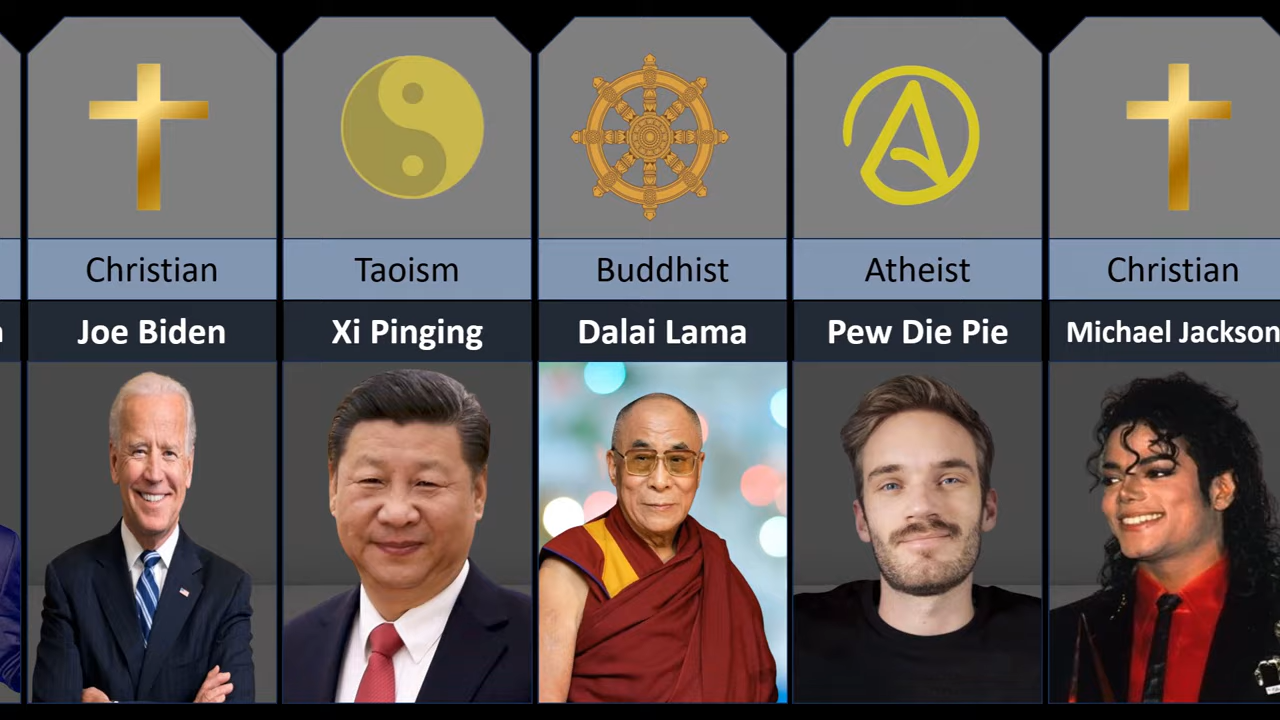 Christian
Taoism
Buddhist
Atheist
Christian
Joe Biden
Xi Pinging
Dalai Lama
Pew Die Pie
Michael Jackson